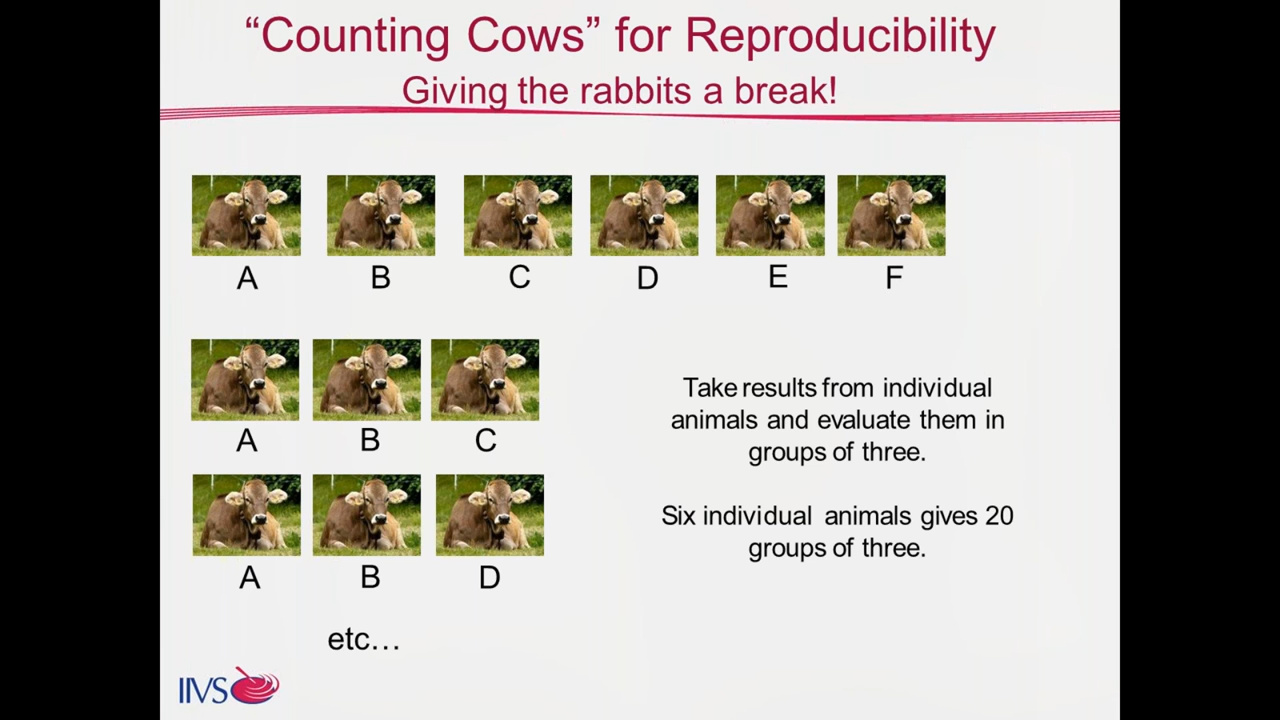 “Counting Cows” for Reproducibility
Giving the rabbits a break!
A B C D E F
A B C
A B D
etc…
Take results from individual
animals and evaluate them in
groups of three.
Six individual animals gives 20
groups of three.
IIVS